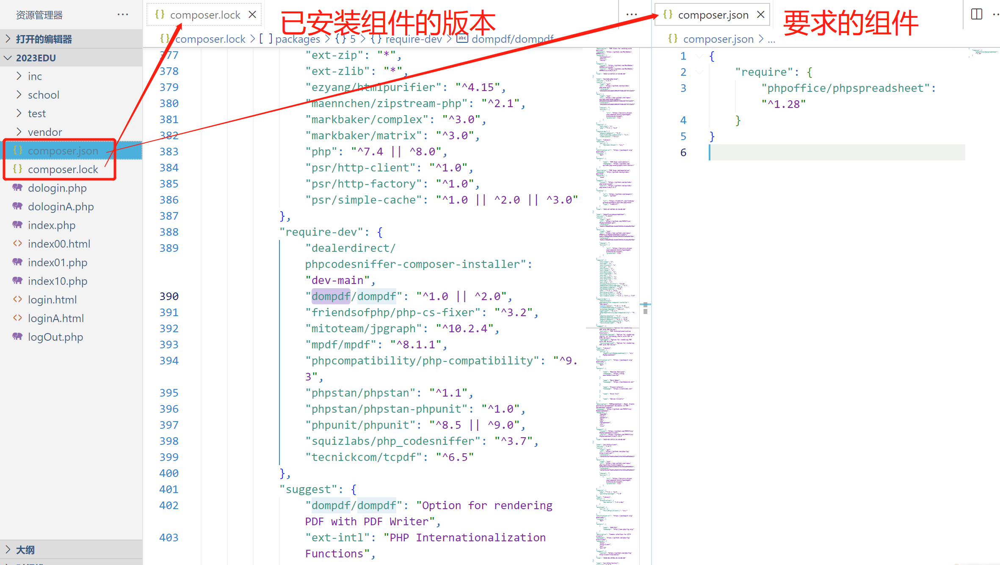 资源管理器 ···
打开的编辑器
2023EDU
inc
school
test
vendor
{} composer.json
{} composer.lock
dologin.php
dologinA.php
index.php
<> index00.html
index01.php
index10.php
<> login.html
<> loginA.html
logOut.php
大纲
{} composer.lock ×
已安装组件的版本
···
{} composer.lock > [ ] packages > {} 5 > {} require-dev > abc dompdf/dompdf
377 "ext-zip": "*",
378 "ext-zlib": "*",
379 "ezyang/htmlpurifier": "^4.15",
380 "maennchen/zipstream-php": "^2.1",
381 "markbaker/complex": "^3.0",
382 "markbaker/matrix": "^3.0",
383 "php": "^7.4 || ^8.0",
384 "psr/http-client": "^1.0",
385 "psr/http-factory": "^1.0",
386 "psr/simple-cache": "^1.0 || ^2.0 || ^3.0"
387 },
388 "require-dev": {
389 "dealerdirect/
phpcodesniffer-composer-installer":
"dev-main",
390 "dompdf/dompdf": "^1.0 || ^2.0",
391 "friendsofphp/php-cs-fixer": "^3.2",
392 "mitoteam/jpgraph": "^10.2.4",
393 "mpdf/mpdf": "^8.1.1",
394 "phpcompatibility/php-compatibility": "^9.
3",
395 "phpstan/phpstan": "^1.1",
396 "phpstan/phpstan-phpunit": "^1.0",
397 "phpunit/phpunit": "^8.5 || ^9.0",
398 "squizlabs/php_codesniffer": "^3.7",
399 "tecnickcom/tcpdf": "^6.5"
400 },
401 "suggest": {
402 "dompdf/dompdf": "Option for rendering
PDF with PDF Writer",
403 "ext-intl": "PHP Internationalization
Functions",
{} composer.json ×
要求的组件
{} composer.json > ...
1 {
2 "require": {
3 "phpoffice/phpspreadsheet":
"^1.28"
4 }
5 }
6